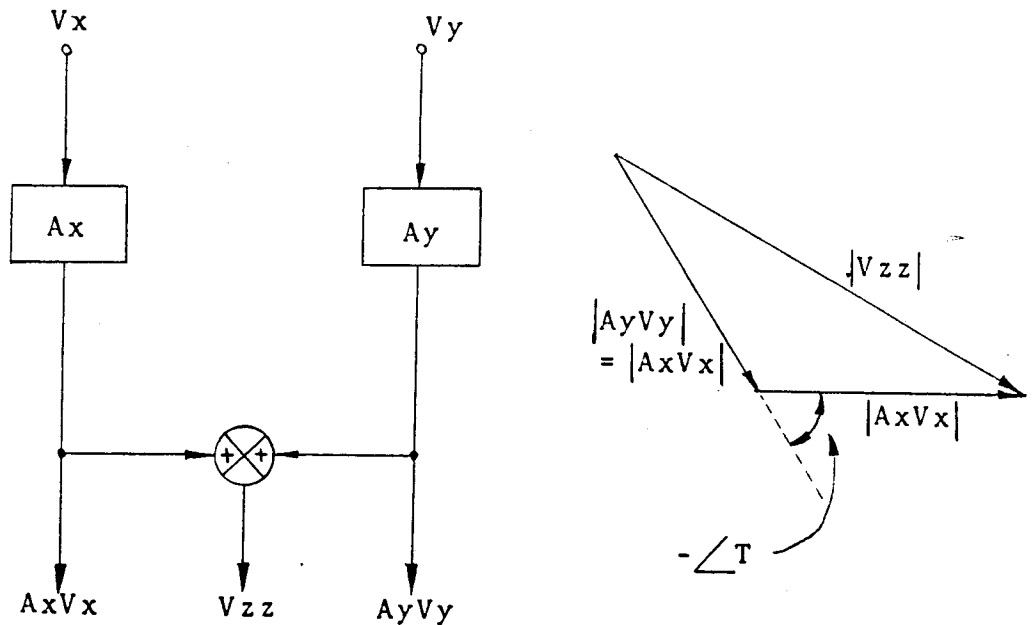 Vx
Vy
Ax
Ay
+ +
AxVx
Vzz
AyVy
|Vzz|
|AyVy|
= |AxVx|
|AxVx|
-∠T